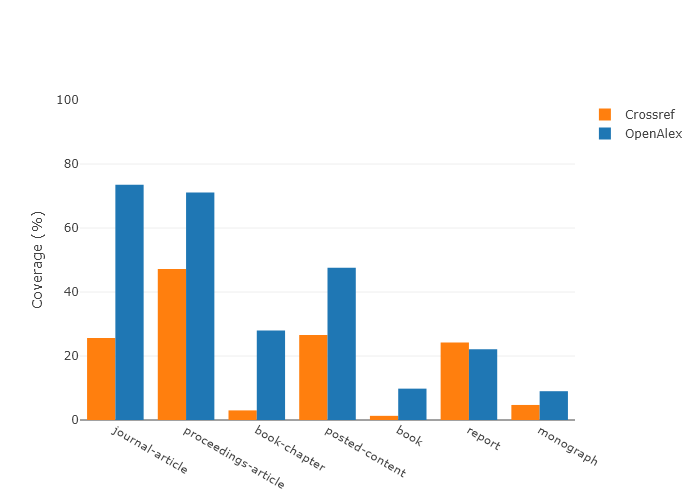 100
80
60
40
20
0
Coverage (%)
journal-article
proceedings-article
book-chapter
posted-content
book
report
monograph
Crossref
OpenAlex